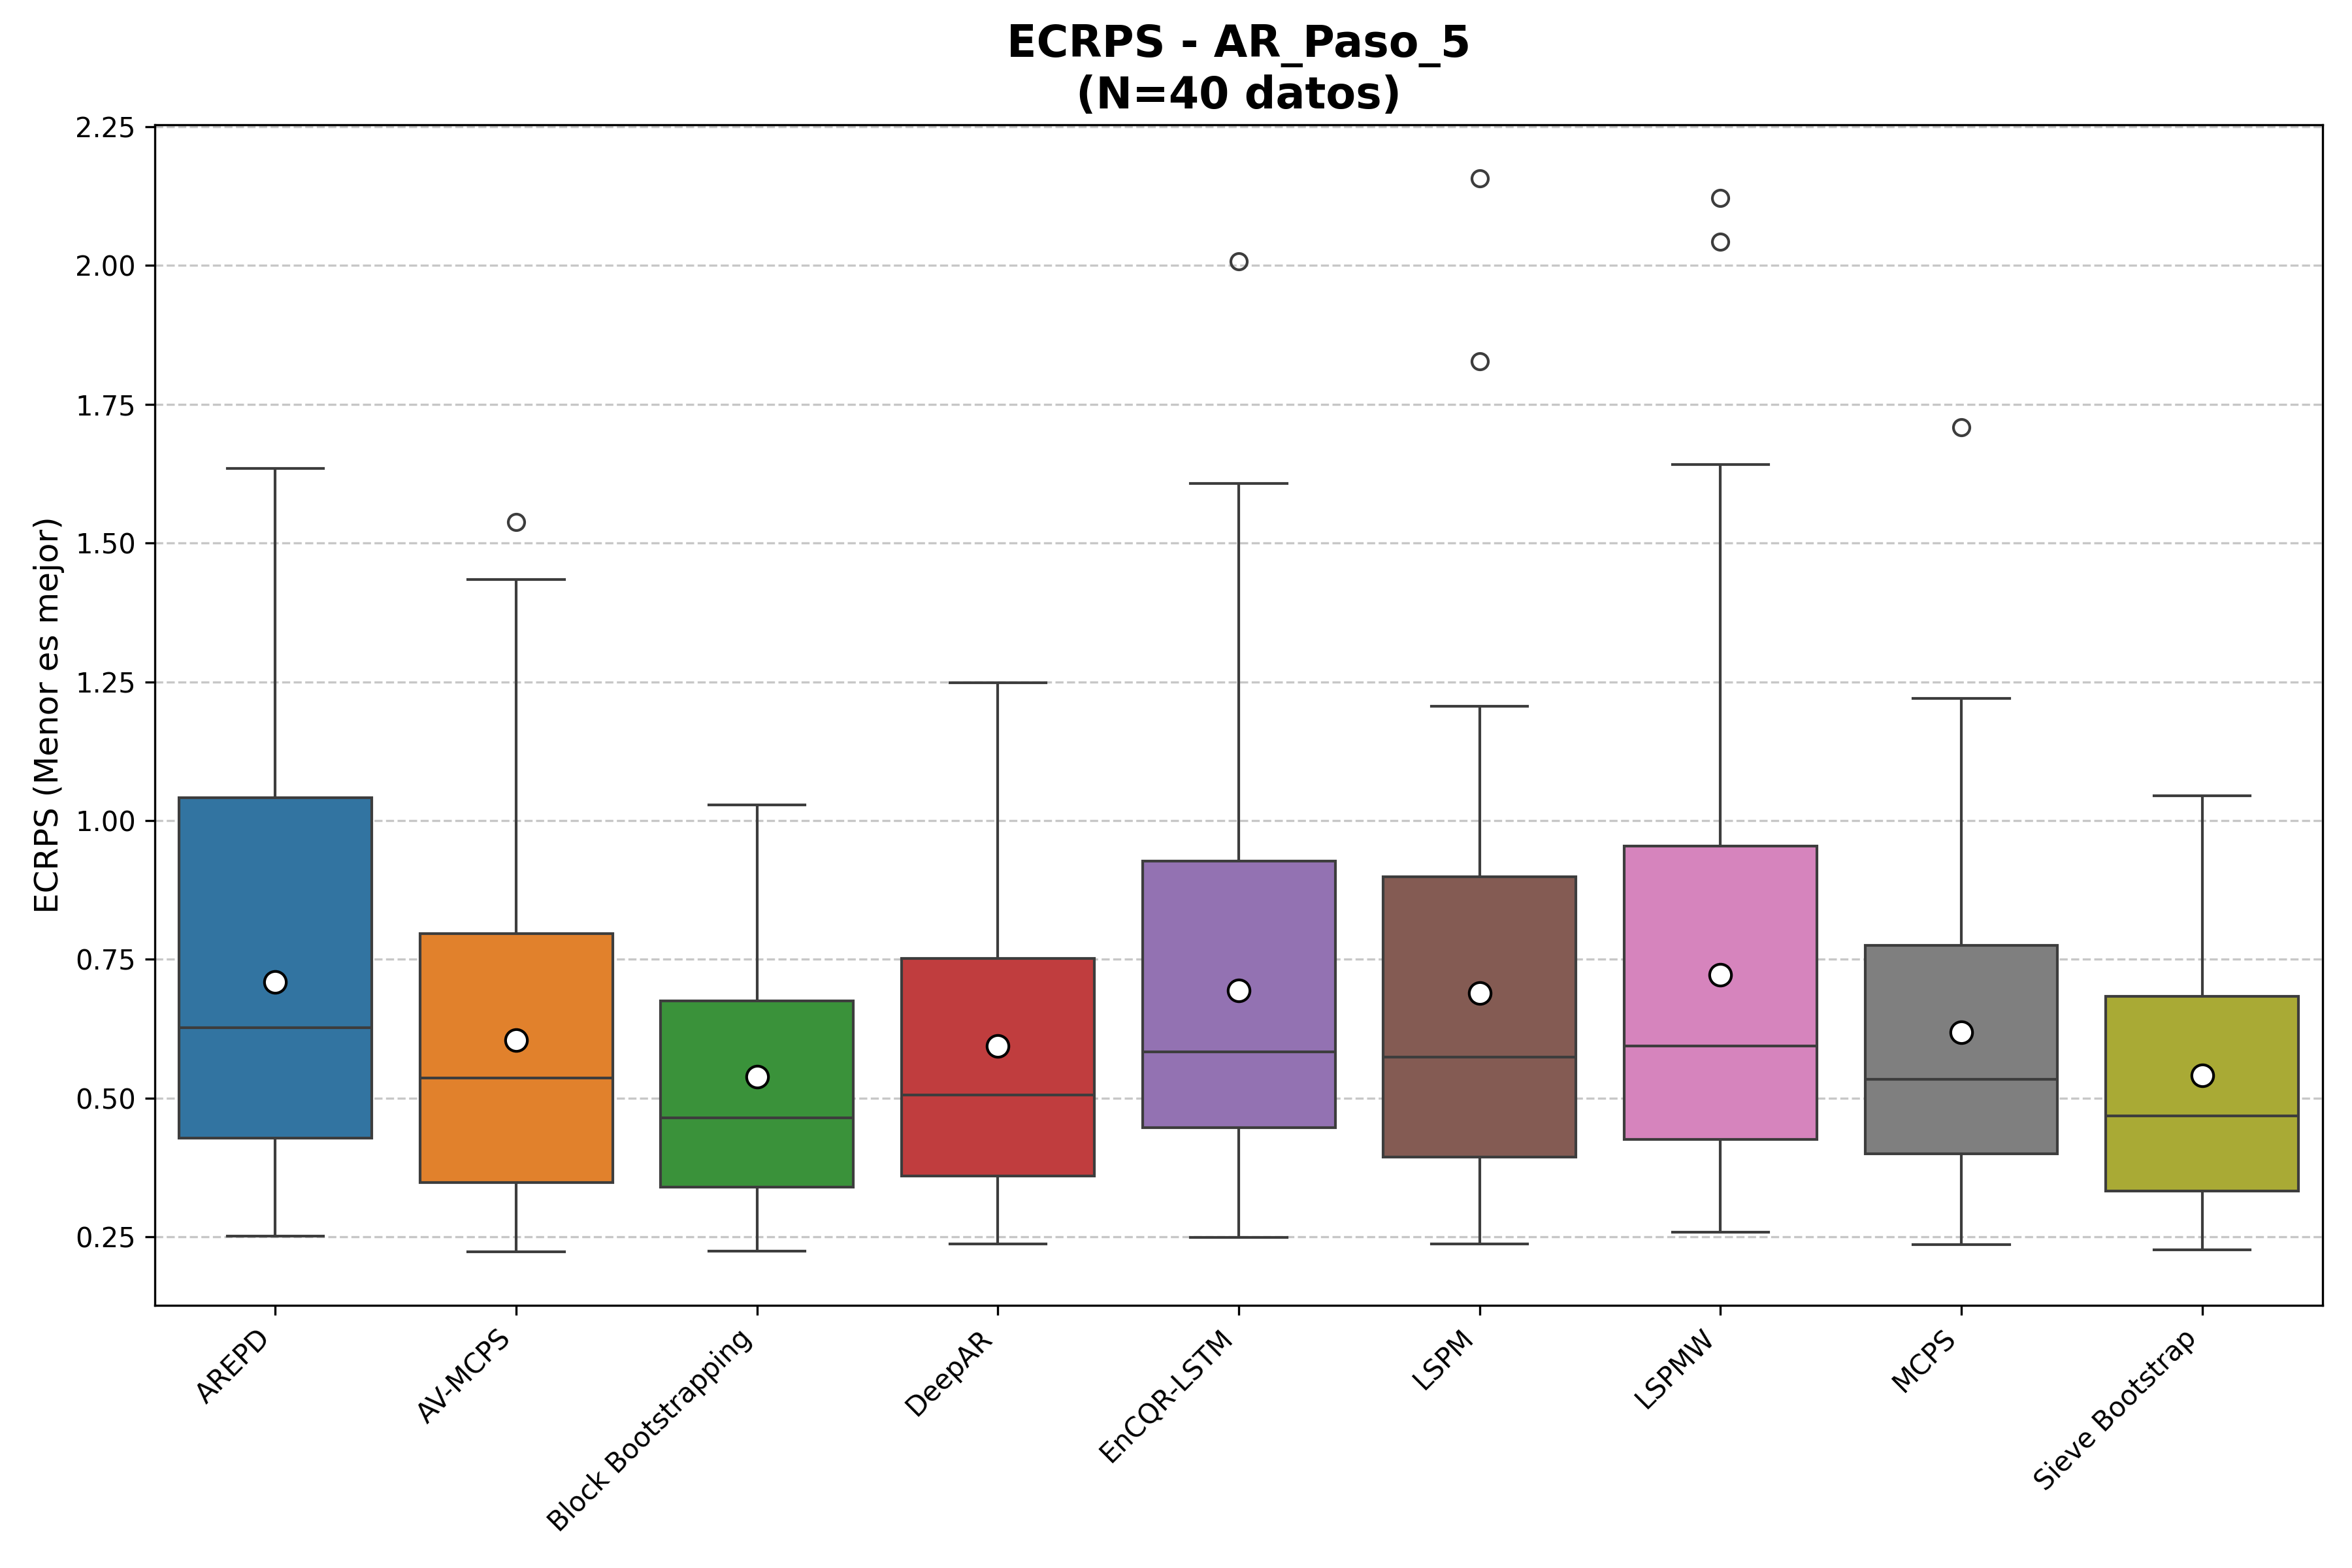 ECRPS - AR_Paso_5
(N=40 datos)
ECRPS (Menor es mejor)
2.25
2.00
1.75
1.50
1.25
1.00
0.75
0.50
0.25
AREPD
AV-MCPS
Block Bootstrapping
DeepAR
EnCQR-LSTM
LSPM
LSPMW
MCPS
Sieve Bootstrap